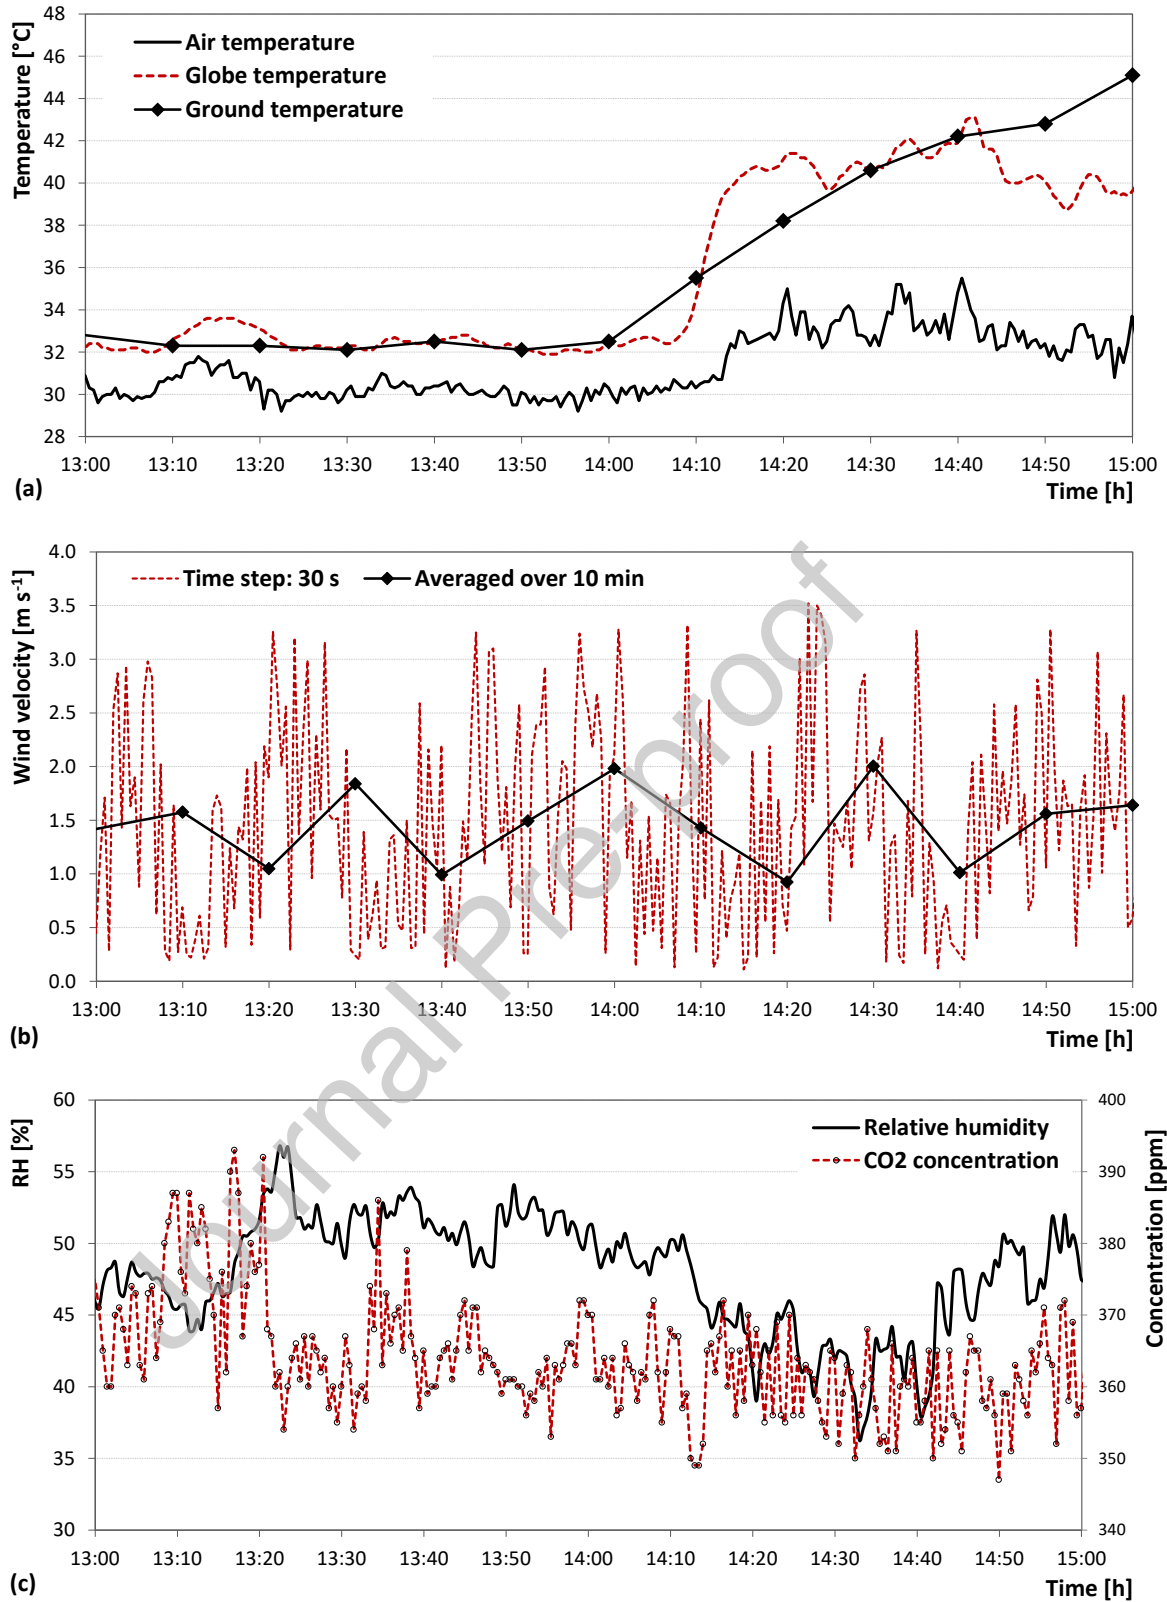 Temperature [°C]
48
46
44
42
40
38
36
34
32
30
28
Air temperature
Globe temperature
Ground temperature
13:00 13:10 13:20 13:30 13:40 13:50 14:00 14:10 14:20 14:30 14:40 14:50 15:00
(a)
Time [h]
Wind velocity [m s-1]
4.0
3.5
3.0
2.5
2.0
1.5
1.0
0.5
0.0
Time step: 30 s Averaged over 10 min
13:00 13:10 13:20 13:30 13:40 13:50 14:00 14:10 14:20 14:30 14:40 14:50 15:00
(b)
Time [h]
RH [%]
60
55
50
45
40
35
30
Relative humidity
CO2 concentration
400
390
380
370
360
350
340
Concentration [ppm]
13:00 13:10 13:20 13:30 13:40 13:50 14:00 14:10 14:20 14:30 14:40 14:50 15:00
(c)
Time [h]
Journal Pre-proof